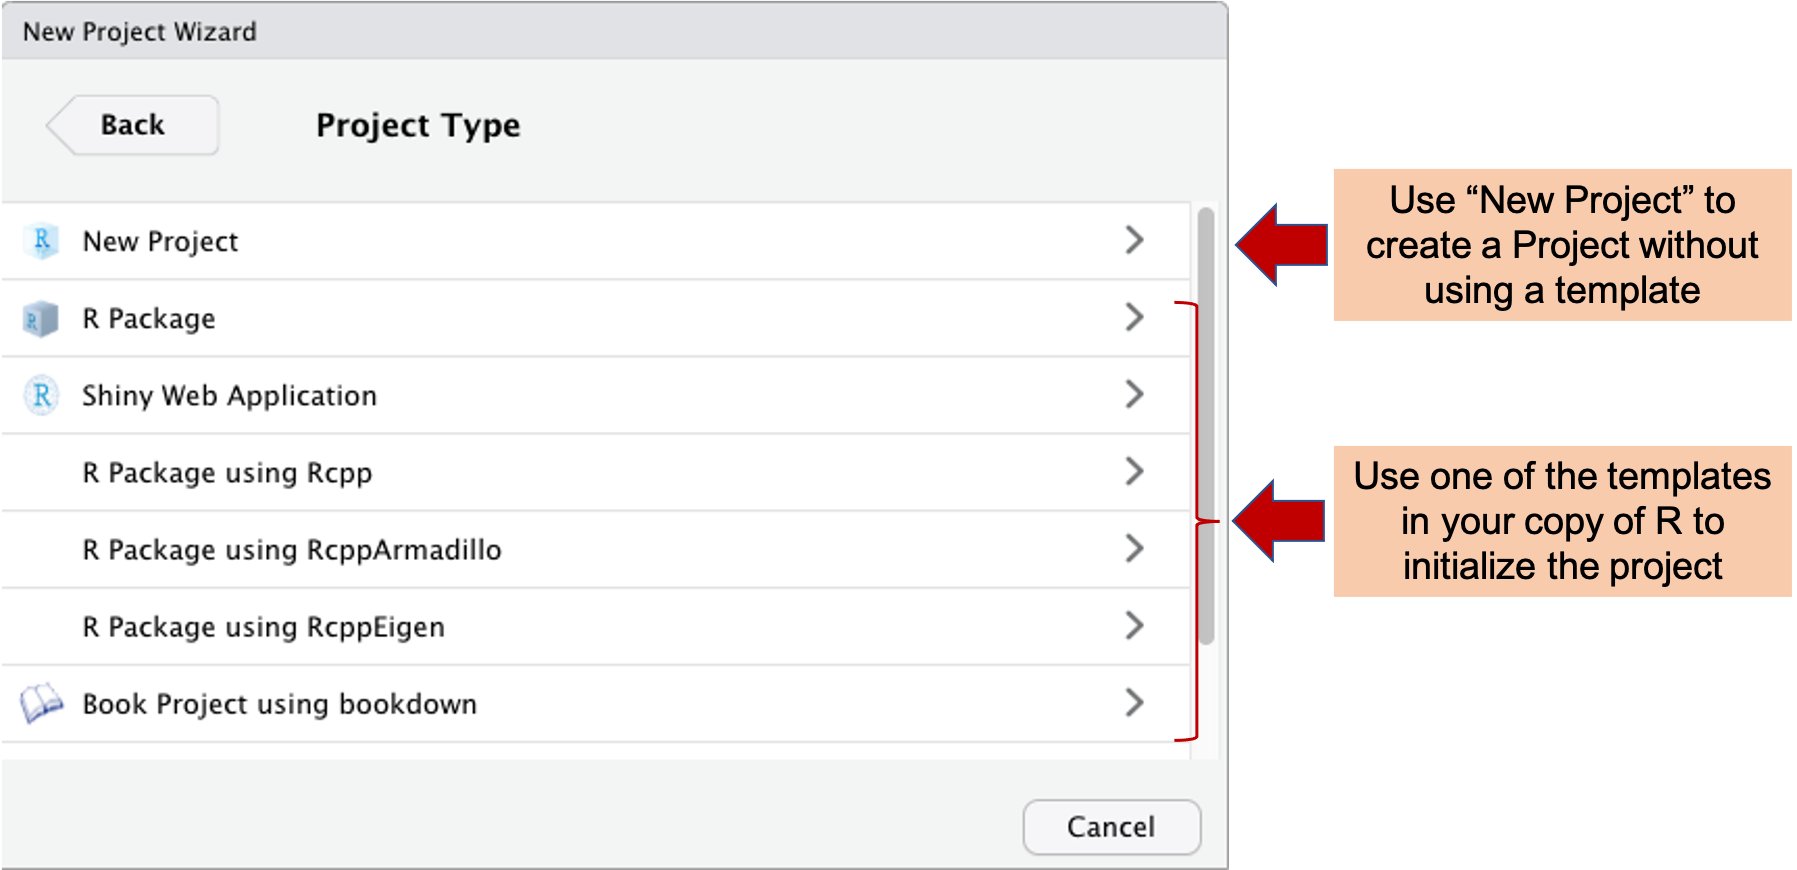 New Project Wizard
Back
Project Type
R New Project
R R Package
R Shiny Web Application
R Package using Rcpp
R Package using RcppArmadillo
R Package using RcppEigen
Book Project using bookdown
Cancel
Use “New Project” to
create a Project without
using a template
Use one of the templates
in your copy of R to
initialize the project